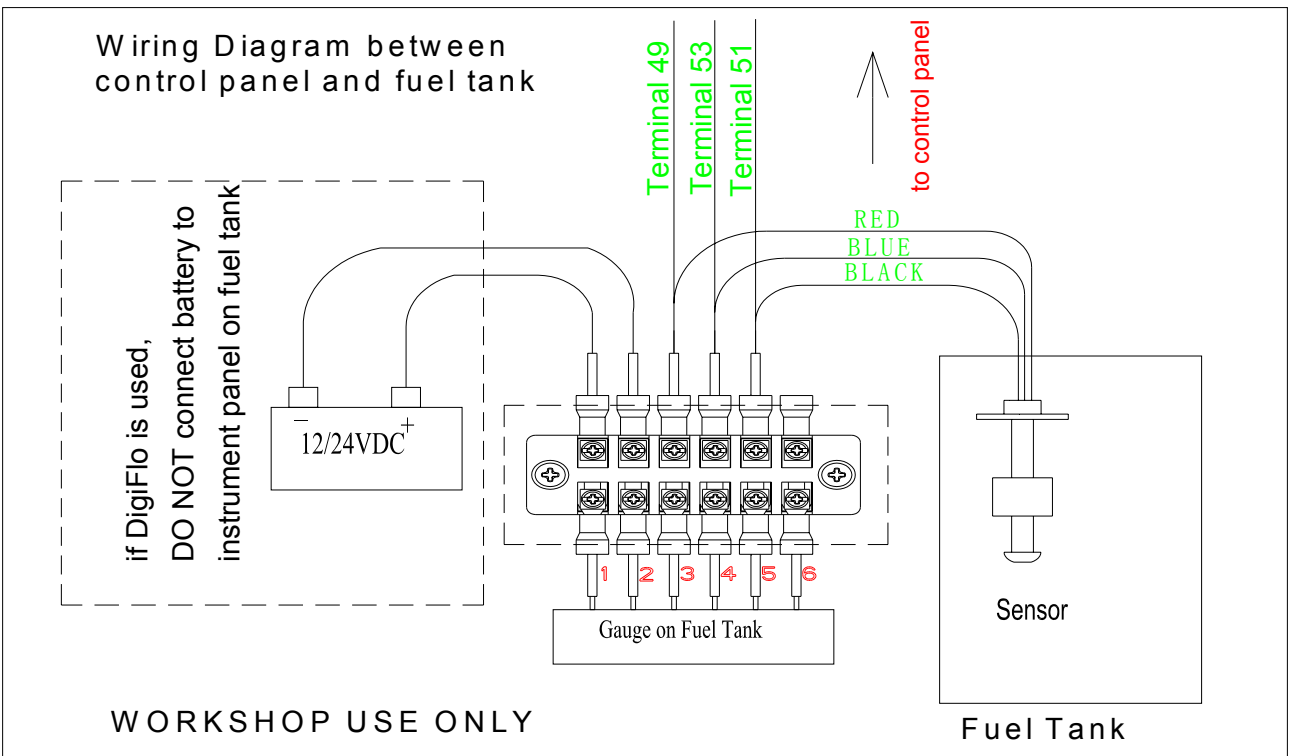 Wiring Diagram between
control panel and fuel tank
Terminal 49
Terminal 53
Terminal 51
to control panel
if DigiFlo is used,
DO NOT connect battery to
instrument panel on fuel tank
RED
BLUE
BLACK
− +
12/24VDC
1 2 3 4 5 6
Gauge on Fuel Tank
Sensor
WORKSHOP USE ONLY
Fuel Tank